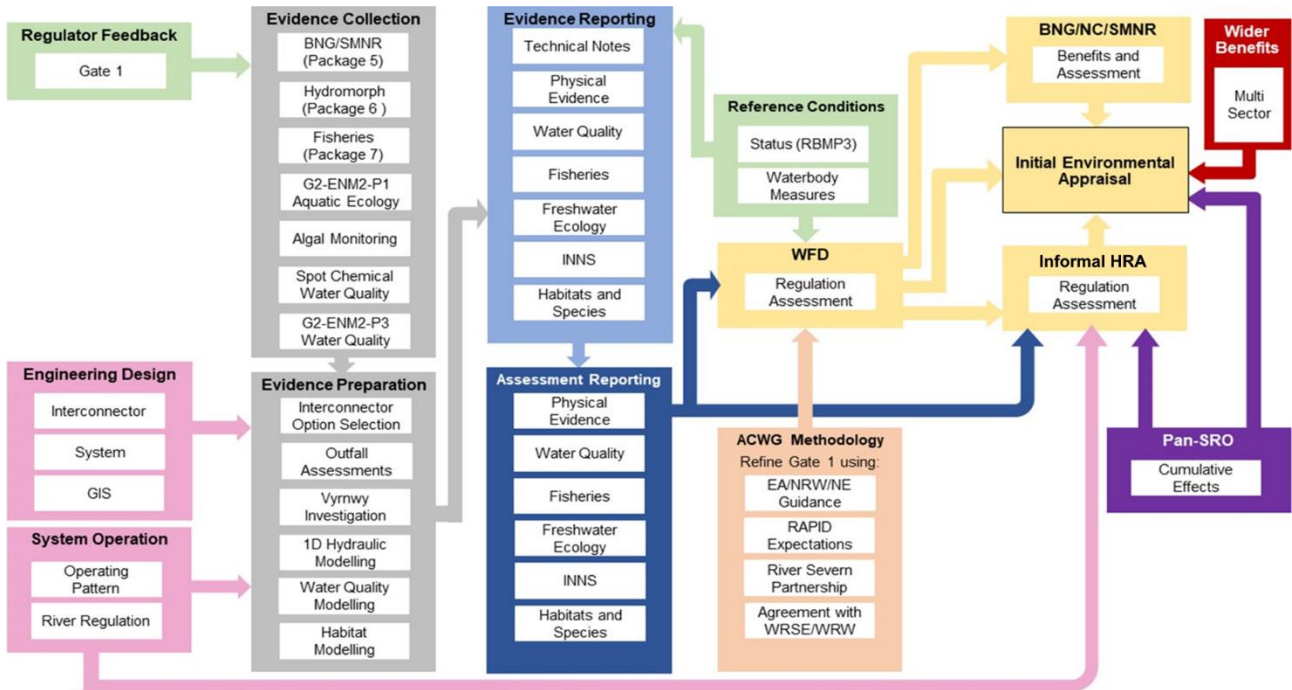 Regulator Feedback
Gate 1
Engineering Design
Interconnector
System
GIS
System Operation
Operating
Pattern
River Regulation
Evidence Collection
BNG/SMNR
(Package 5)
Hydromorph
(Package 6 )
Fisheries
(Package 7)
G2-ENM2-P1
Aquatic Ecology
Algal Monitoring
Spot Chemical
Water Quality
G2-ENM2-P3
Water Quality
Evidence Preparation
Interconnector
Option Selection
Outfall
Assessments
Vyrnwy
Investigation
1D Hydraulic
Modelling
Water Quality
Modelling
Habitat
Modelling
Evidence Reporting
Technical Notes
Physical
Evidence
Water Quality
Fisheries
Freshwater
Ecology
INNS
Habitats and
Species
Assessment Reporting
Physical
Evidence
Water Quality
Fisheries
Freshwater
Ecology
INNS
Habitats and
Species
Reference Conditions
Status (RBMP3)
Waterbody
Measures
WFD
Regulation
Assessment
ACWG Methodology
Refine Gate 1 using:
EA/NRW/NE
Guidance
RAPID
Expectations
River Severn
Partnership
Agreement with
WRSE/WRW
BNG/NC/SMNR
Benefits and
Assessment
Initial Environmental
Appraisal
Informal HRA
Regulation
Assessment
Wider
Benefits
Multi
Sector
Pan-SRO
Cumulative
Effects